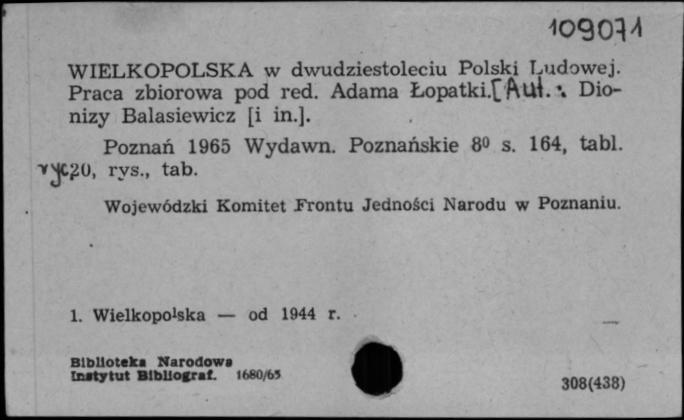 109071
WIELKOPOLSKA w dwudziestoleciu Polski Ludowej.
Praca zbiorowa pod red. Adama Łopatki.[Aut.: Dio-
nizy Balasiewicz [i in.].
Poznań 1965 Wydawn. Poznańskie 8⁰ s. 164, tabl.
ryc. 20, rys., tab.
Wojewódzki Komitet Frontu Jedności Narodu w Poznaniu.
1. Wielkopolska — od 1944 r.
Biblioteka Narodowa
Instytut Bibliograf. 1680/65
308(438)